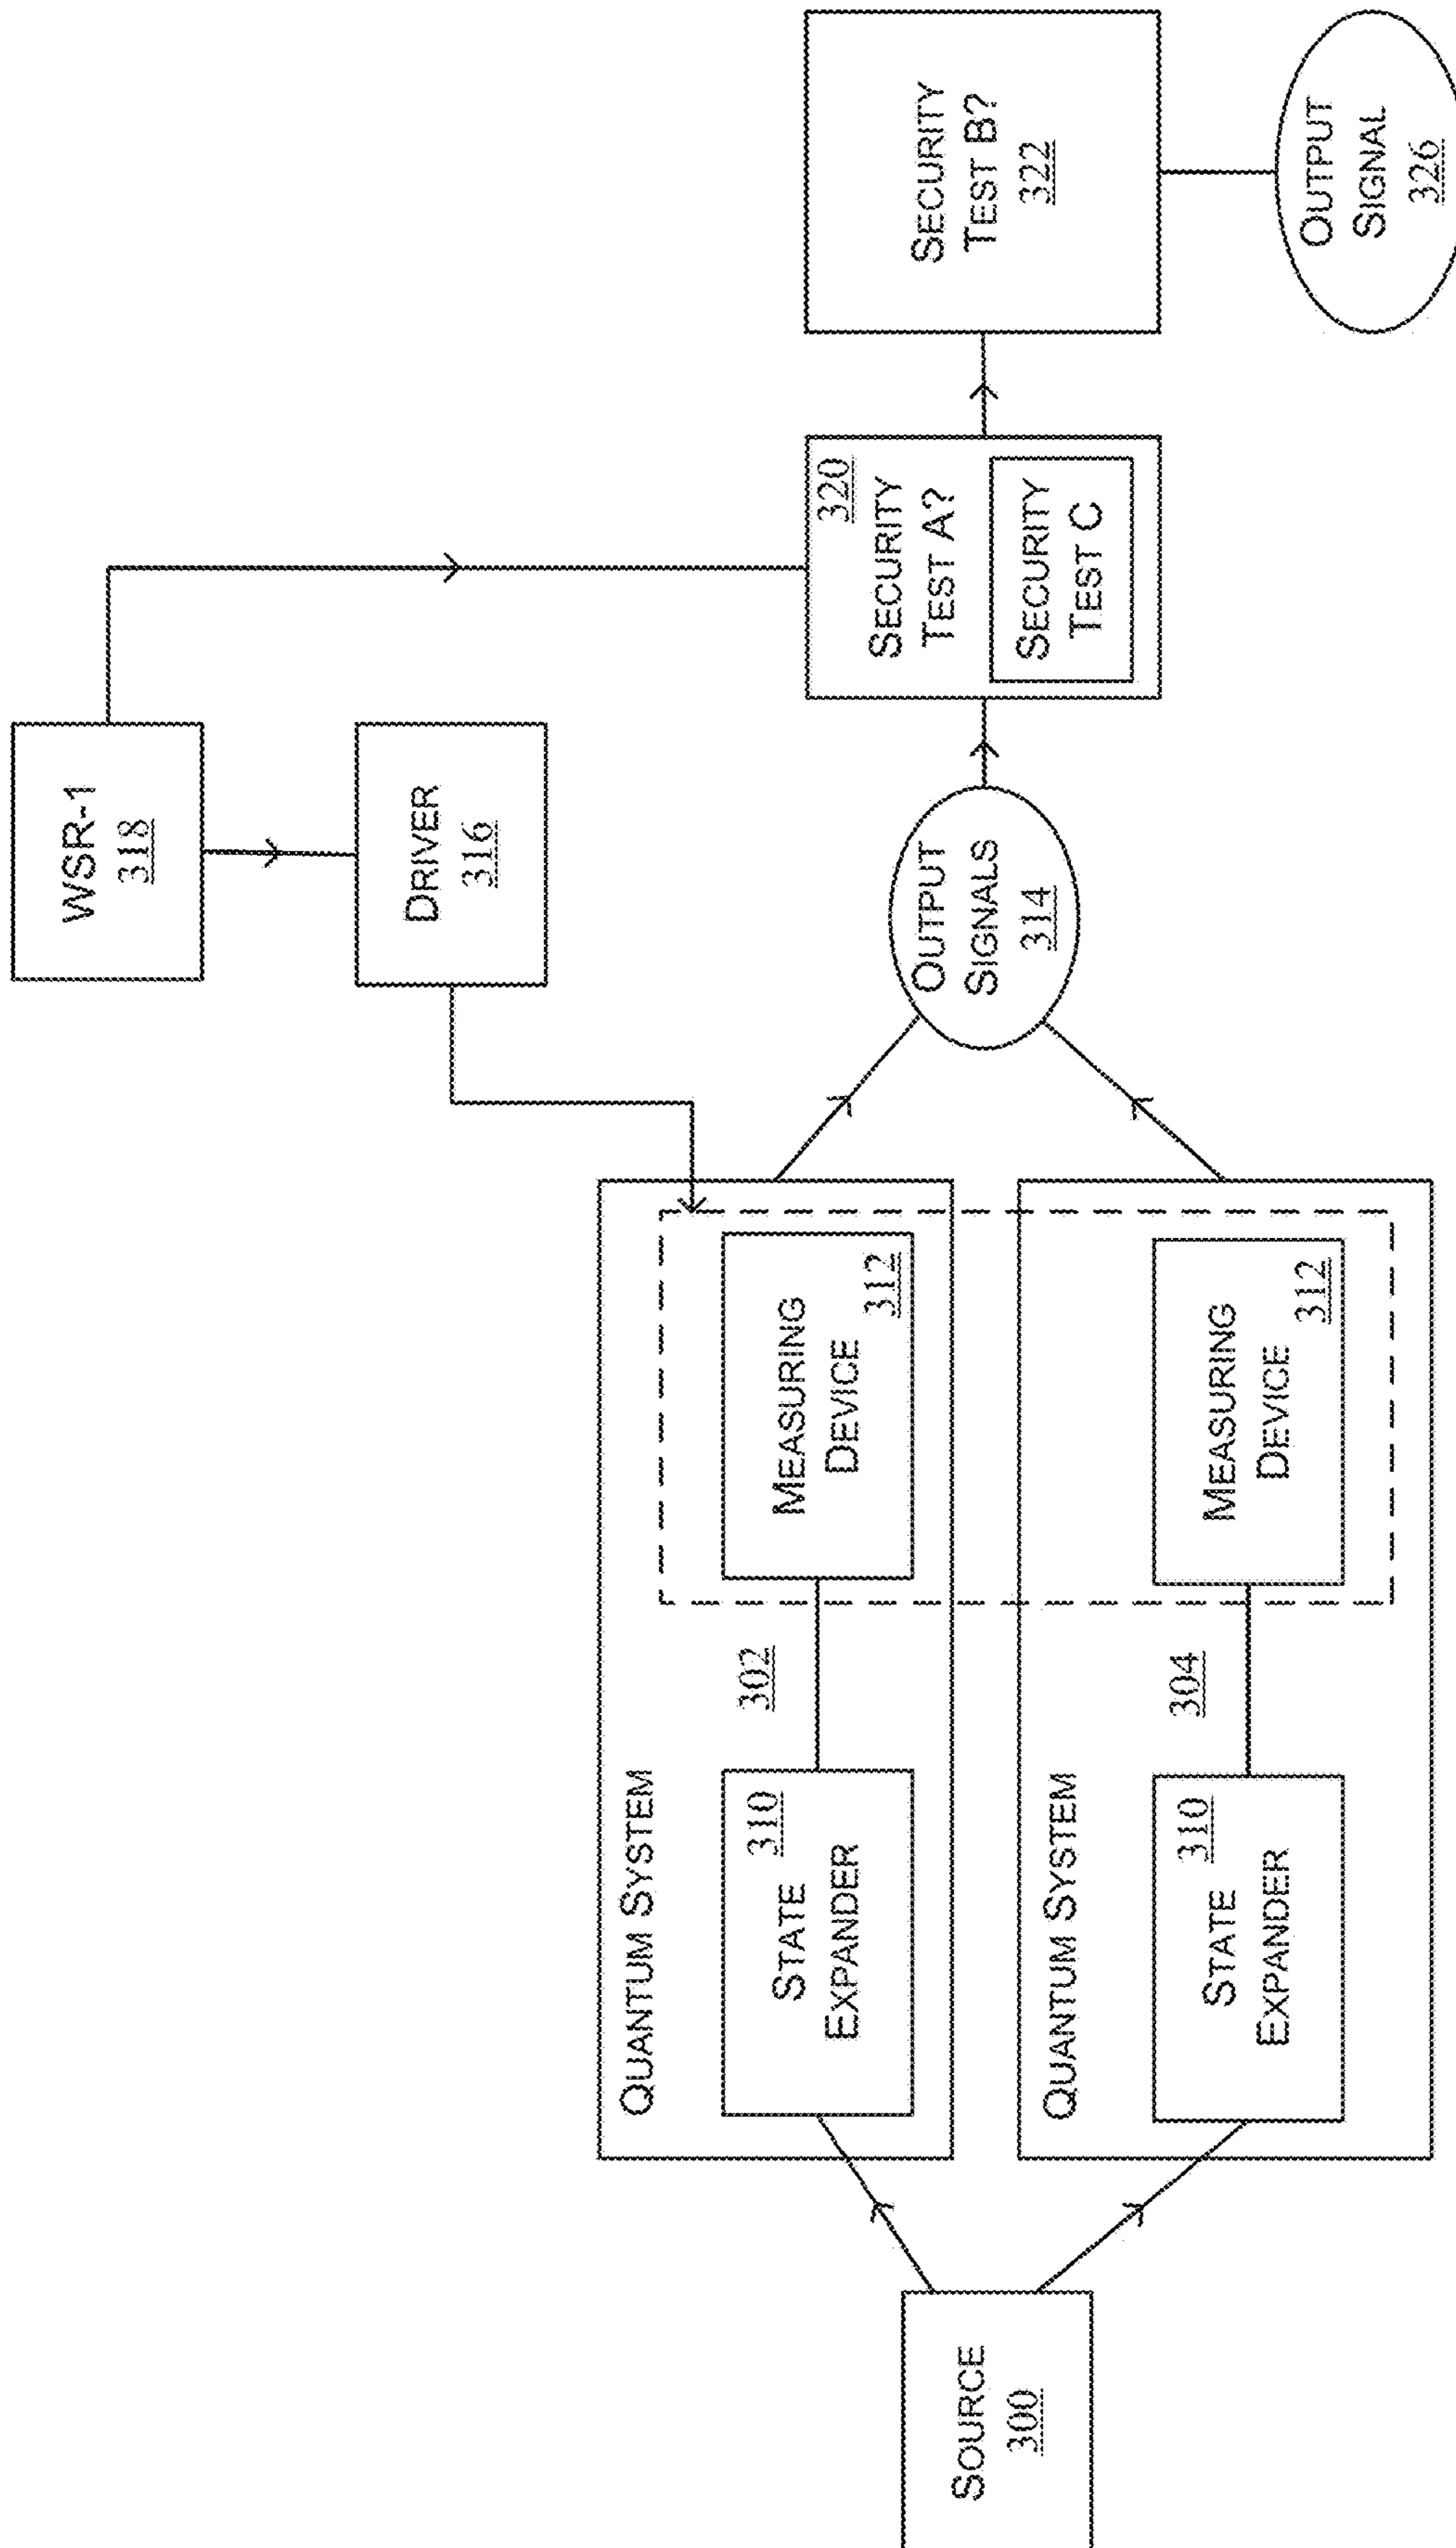 WSR-1
318
DRIVER
316
SOURCE
300
QUANTUM SYSTEM
STATE
EXPANDER
310
302
MEASURING
DEVICE
312
QUANTUM SYSTEM
STATE
EXPANDER
310
304
MEASURING
DEVICE
312
OUTPUT
SIGNALS
314
320
SECURITY
TEST A?
SECURITY
TEST C
SECURITY
TEST B?
322
OUTPUT
SIGNAL
326